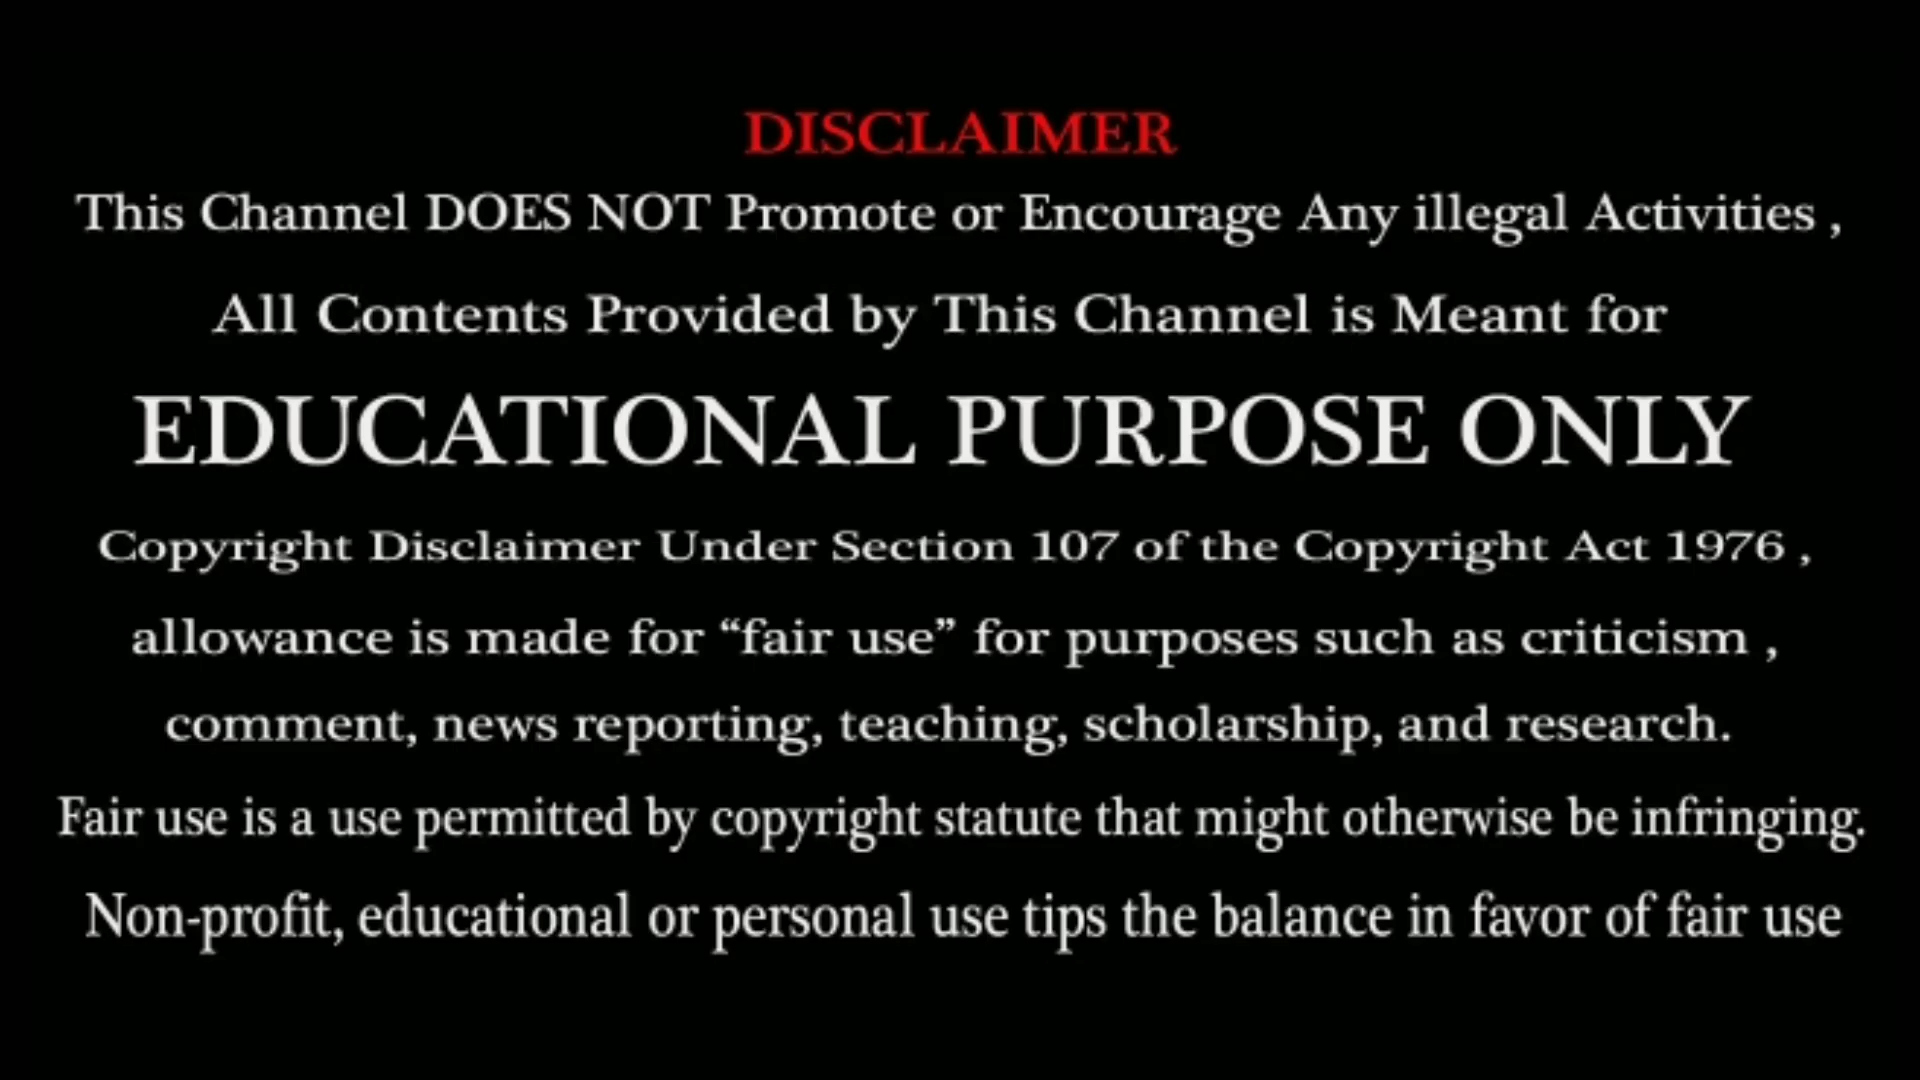 DISCLAIMER
This Channel DOES NOT Promote or Encourage Any illegal Activities ,
All Contents Provided by This Channel is Meant for
EDUCATIONAL PURPOSE ONLY
Copyright Disclaimer Under Section 107 of the Copyright Act 1976 ,
allowance is made for “fair use” for purposes such as criticism ,
comment, news reporting, teaching, scholarship, and research.
Fair use is a use permitted by copyright statute that might otherwise be infringing.
Non-profit, educational or personal use tips the balance in favor of fair use